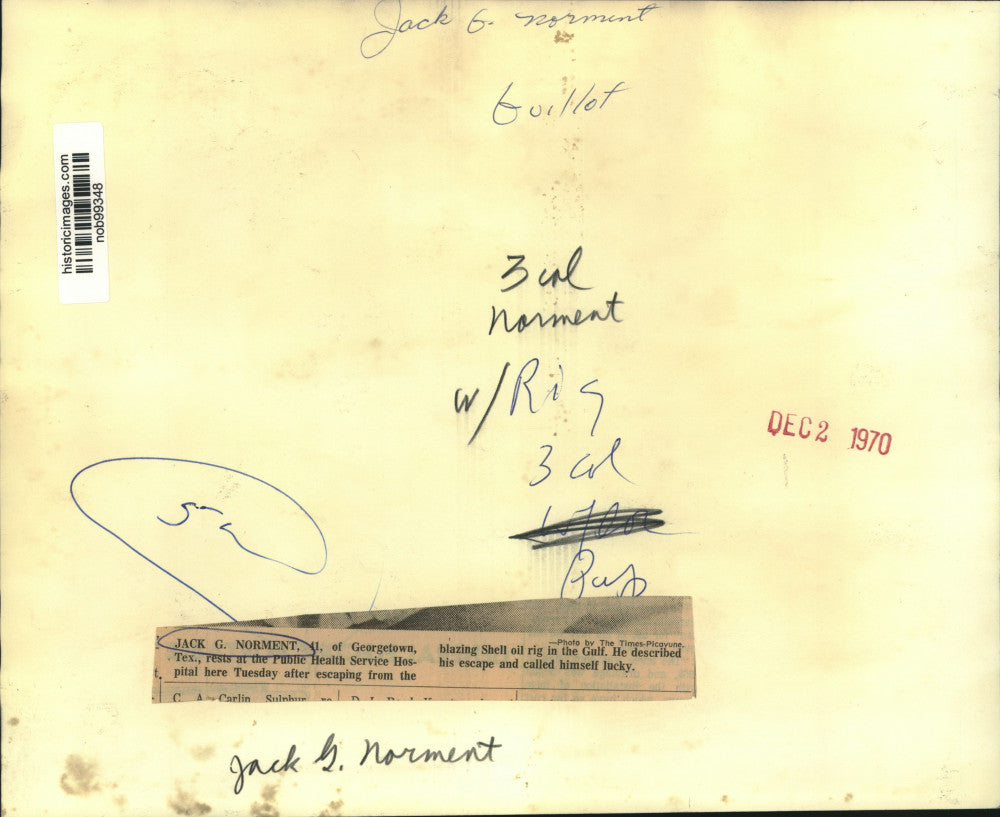 Jack G. Norment
Guillot
historicimages.com
nob99348
3 col
Norment
w/ Rig
3 col
DEC 2 1970
—Photo by The Times-Picayune.
JACK G. NORMENT, 41, of Georgetown,
Tex., rests at the Public Health Service Hos-
pital here Tuesday after escaping from the
blazing Shell oil rig in the Gulf. He described
his escape and called himself lucky.
C. A. Carlin Sulphur
Jack G. Norment